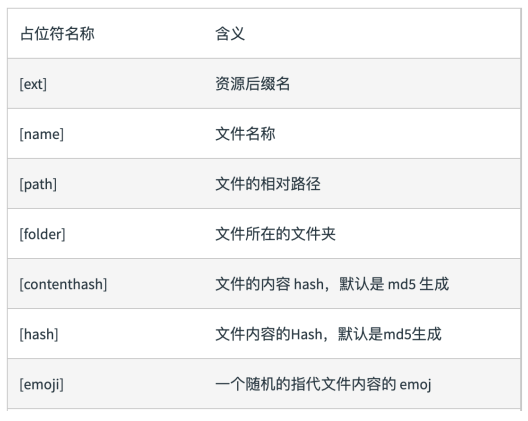 占位符名称 含义
[ext] 资源后缀名
[name] 文件名称
[path] 文件的相对路径
[folder] 文件所在的文件夹
[contenthash] 文件的内容 hash，默认是 md5 生成
[hash] 文件内容的Hash，默认是md5生成
[emoji] 一个随机的指代文件内容的 emoj